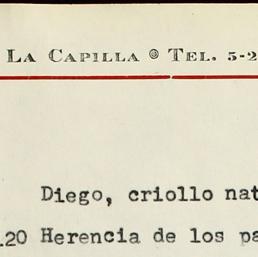 LA CAPILLA @ TEL. 5-2
Diego, criollo nat
.20 Herencia de los pa